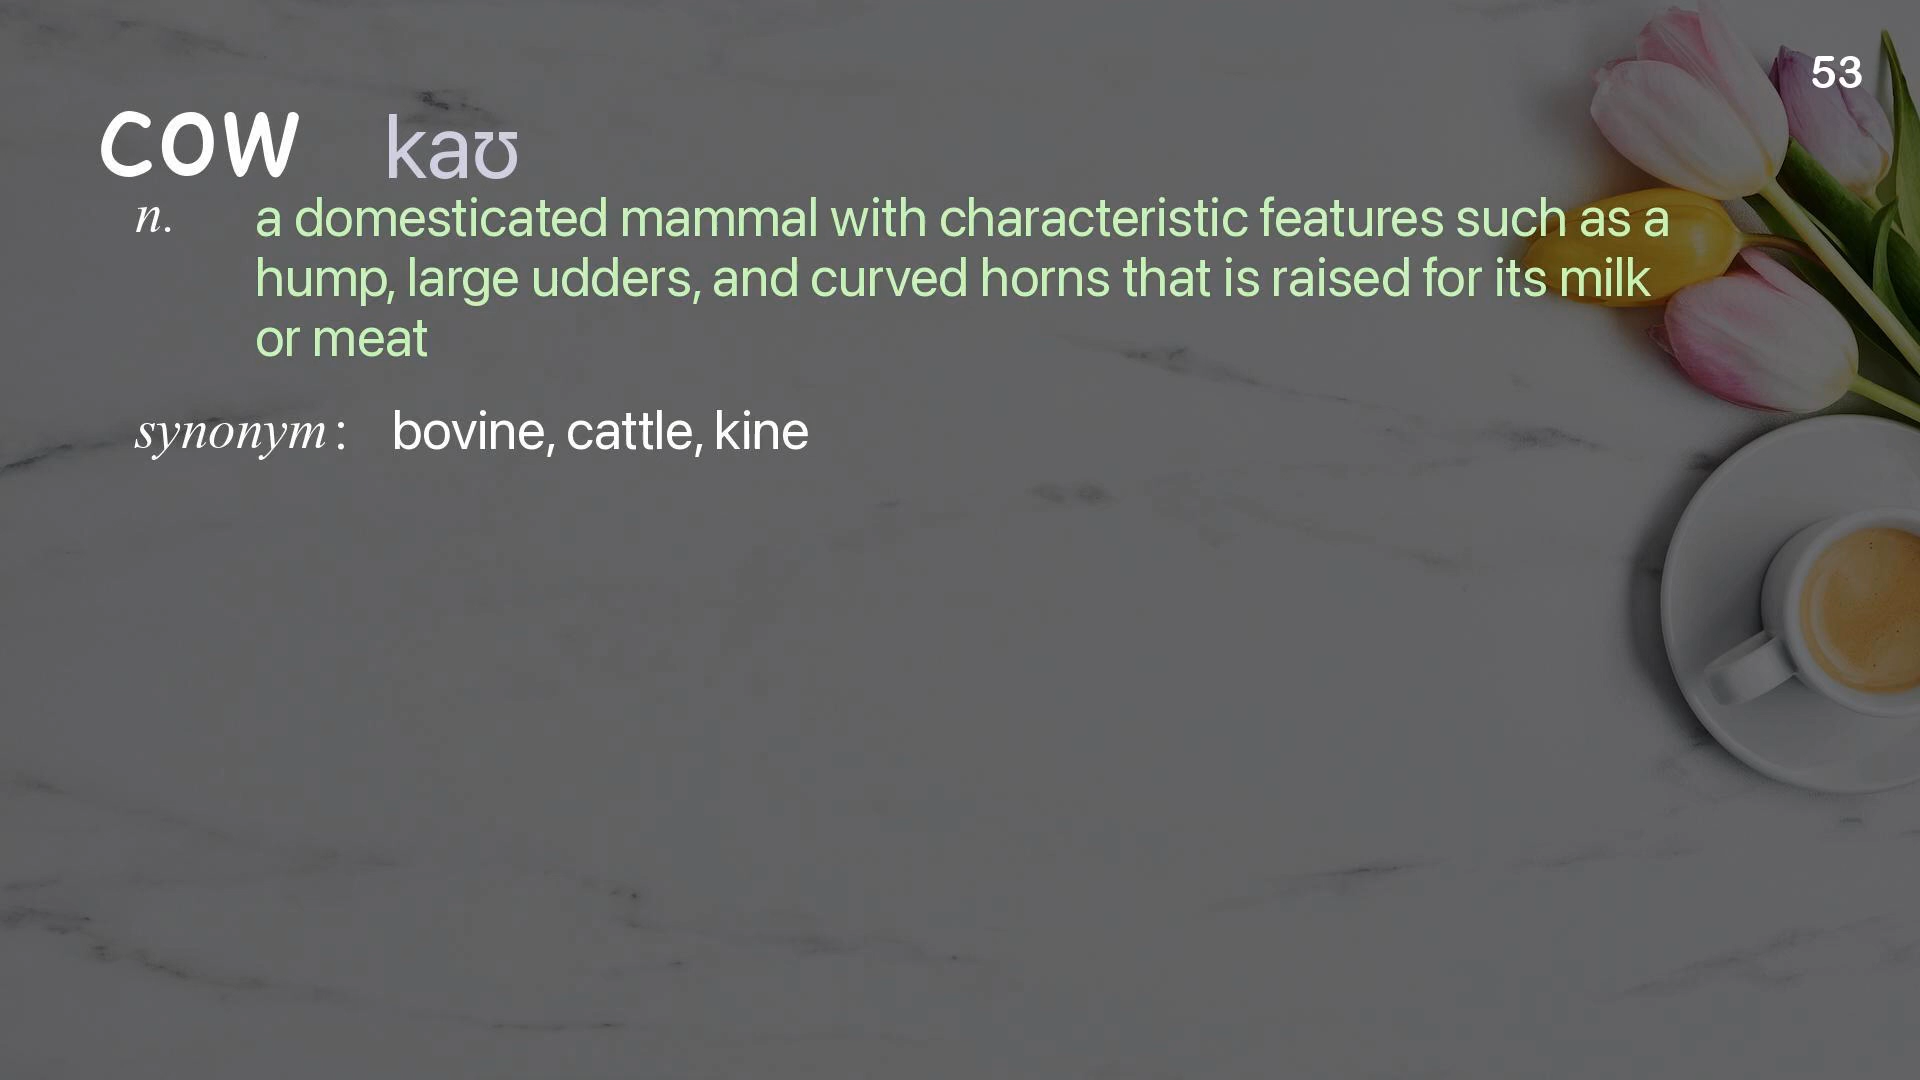 53
cow kaʊ
n. a domesticated mammal with characteristic features such as a
hump, large udders, and curved horns that is raised for its milk
or meat
synonym: bovine, cattle, kine